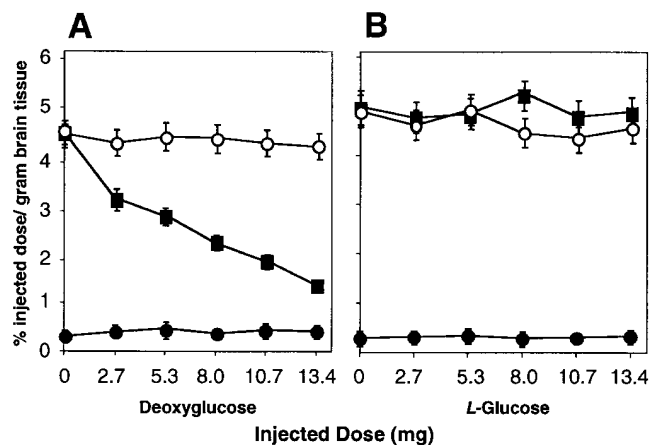 A B
% injected dose/ gram brain tissue
6
5
4
3
2
1
0
0 2.7 5.3 8.0 10.7 13.4 0 2.7 5.3 8.0 10.7 13.4
Deoxyglucose L-Glucose
Injected Dose (mg)